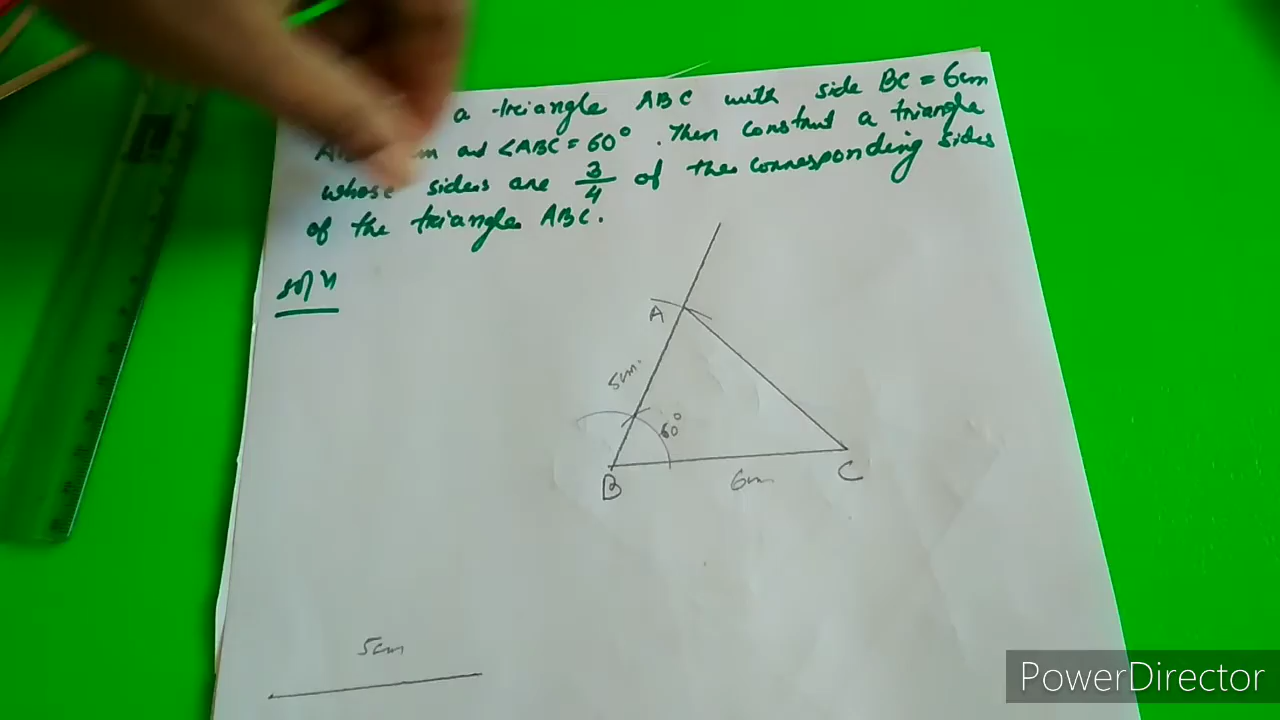 a triangle ABC with side BC = 6cm
and ∠ABC = 60° . Then construct a triangle
whose sides are 3/4 of the corresponding sides
of the triangle ABC.
Solⁿ
A
5cm.
60°
B
6cm
C
5cm
PowerDirector